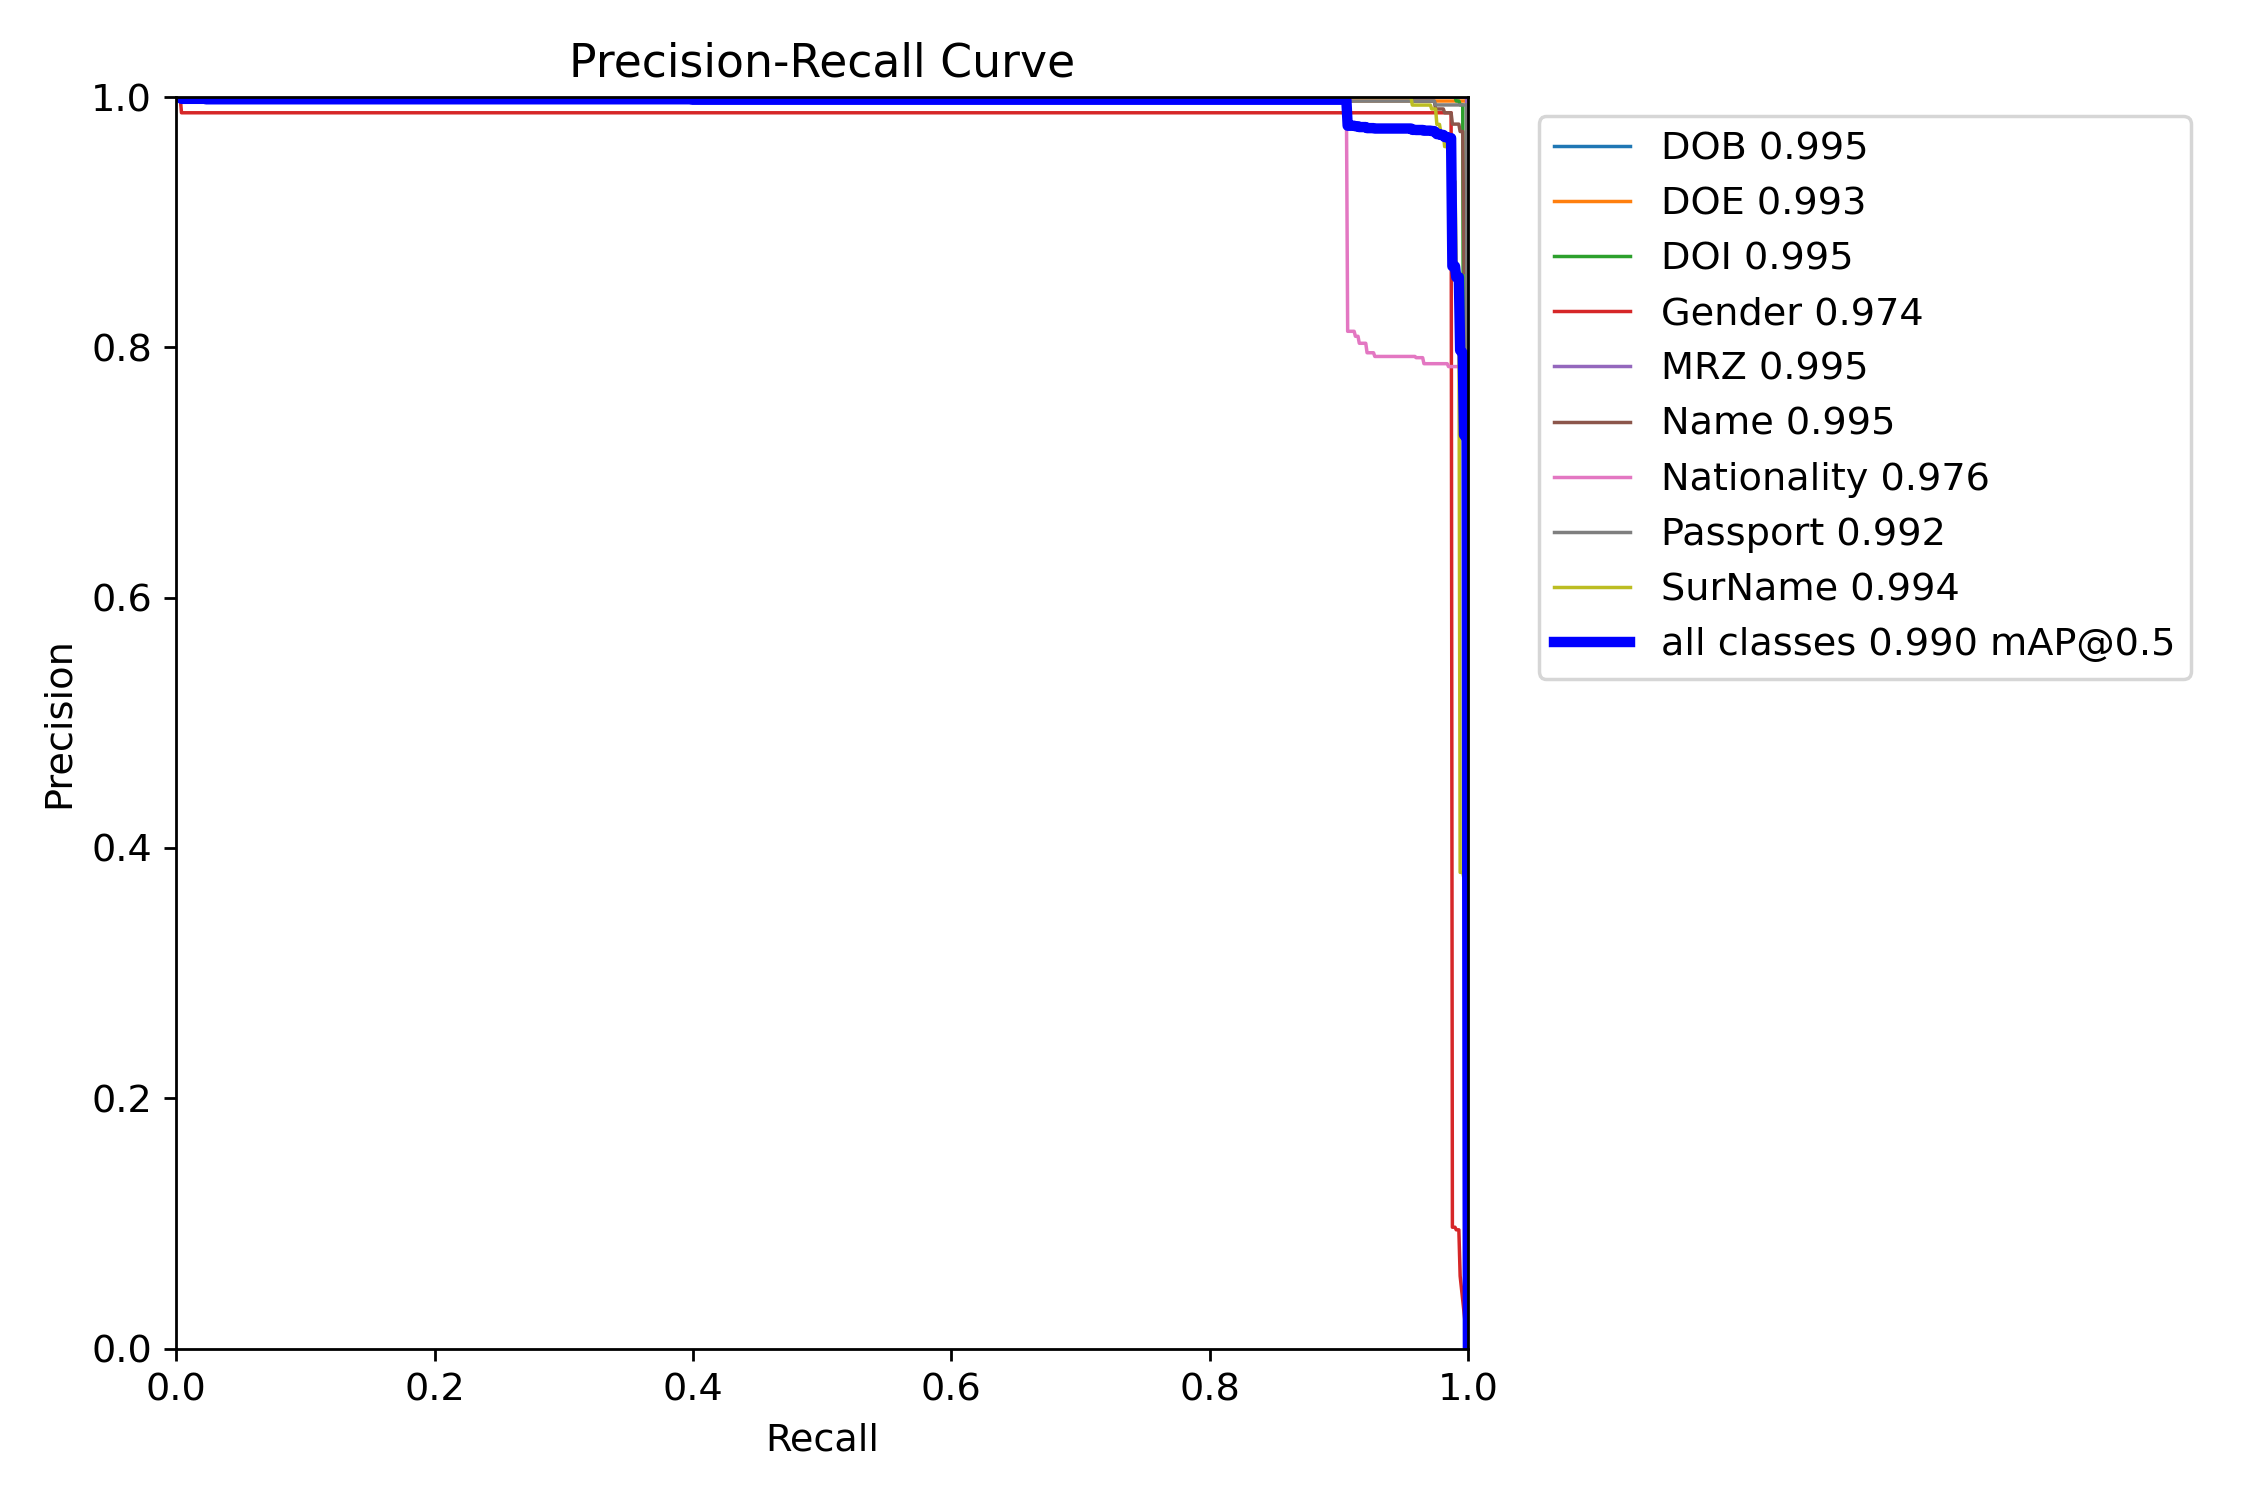 Precision-Recall Curve
1.0
0.8
0.6
0.4
0.2
0.0
Precision
0.0 0.2 0.4 0.6 0.8 1.0
Recall
DOB 0.995
DOE 0.993
DOI 0.995
Gender 0.974
MRZ 0.995
Name 0.995
Nationality 0.976
Passport 0.992
SurName 0.994
all classes 0.990 mAP@0.5